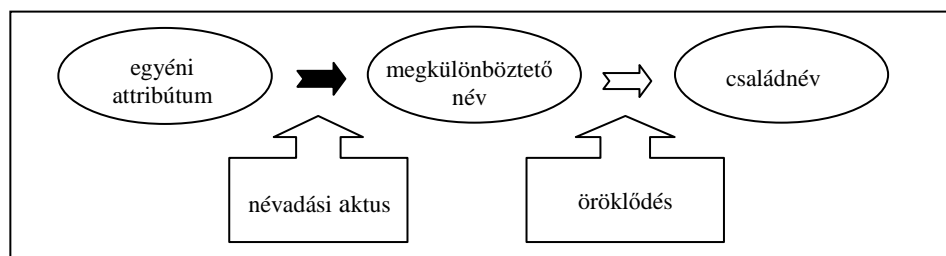 egyéni
attribútum
megkülönböztető
név
családnév
névadási aktus
öröklődés